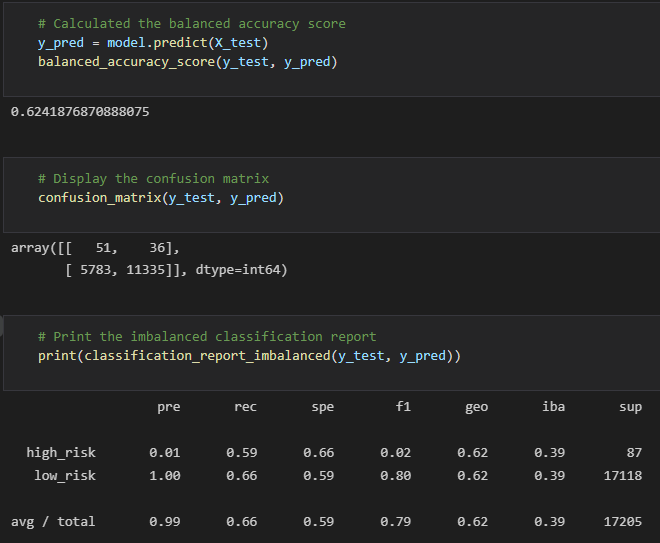 # Calculated the balanced accuracy score
y_pred = model.predict(X_test)
balanced_accuracy_score(y_test, y_pred)
0.6241876870888075
# Display the confusion matrix
confusion_matrix(y_test, y_pred)
array([[   51,    36],
       [ 5783, 11335]], dtype=int64)
# Print the imbalanced classification report
print(classification_report_imbalanced(y_test, y_pred))
                   pre       rec       spe        f1       geo       iba       sup
  high_risk       0.01      0.59      0.66      0.02      0.62      0.39        87
   low_risk       1.00      0.66      0.59      0.80      0.62      0.39     17118
avg / total       0.99      0.66      0.59      0.79      0.62      0.39     17205